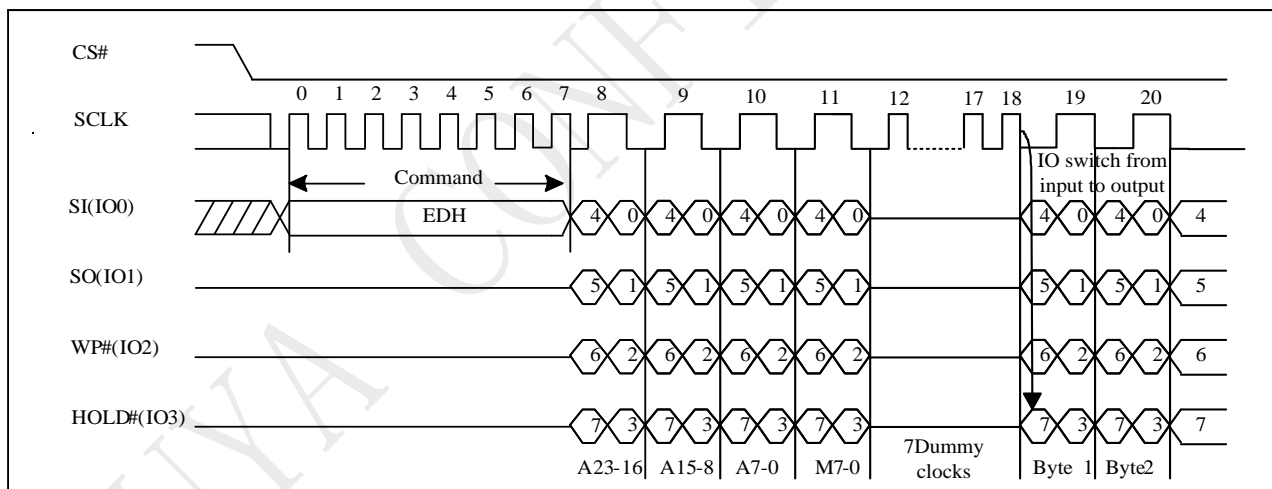 CS#
0 1 2 3 4 5 6 7 8 9 10 11 12 17 18 19 20
SCLK
IO switch from
input to output
Command
SI(IO0)
EDH
4 0 4 0 4 0 4 0 4 0 4 0 4
SO(IO1)
5 1 5 1 5 1 5 1 5 1 5 1 5
WP#(IO2)
6 2 6 2 6 2 6 2 6 2 6 2 6
HOLD#(IO3)
7 3 7 3 7 3 7 3 7 3 7 3 7
A23-16 A15-8 A7-0 M7-0
7Dummy
clocks
Byte 1 Byte2